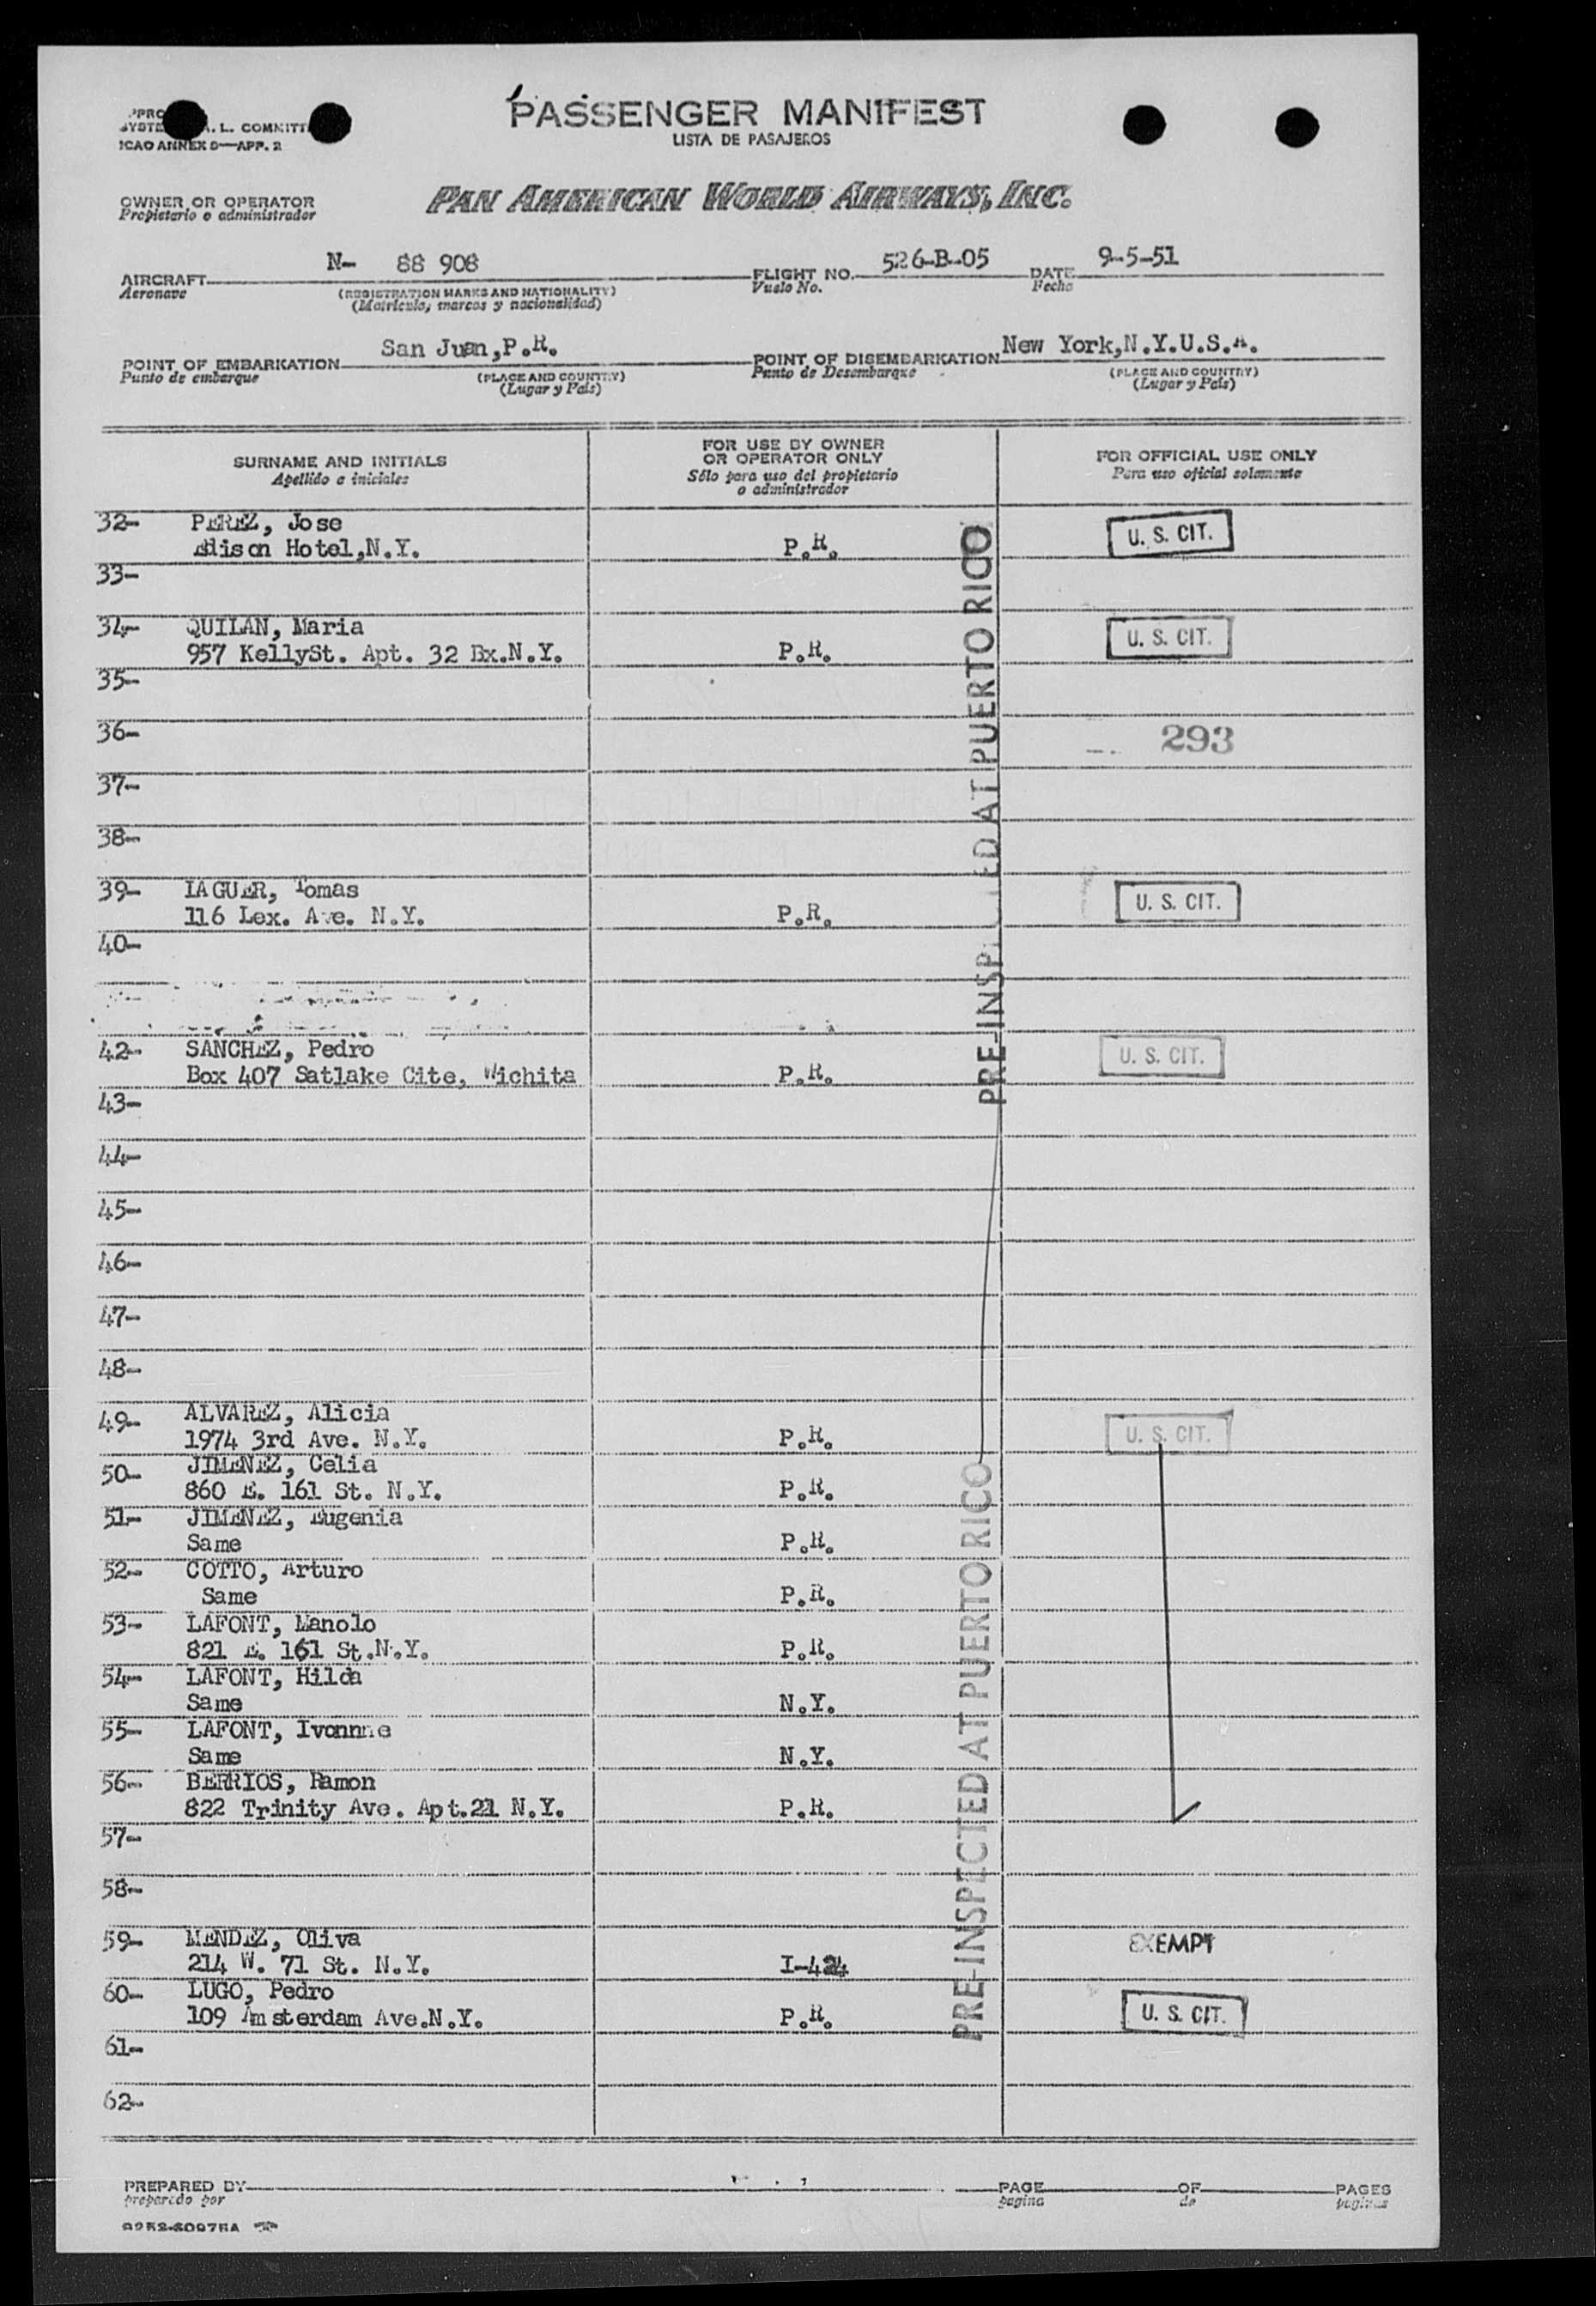 PASSENGER MANIFEST
LISTA DE PASAJEROS
L. COMMITT
ICAO ANNEX 9—APP. 2
OWNER OR OPERATOR
Propietario o administrador
PAN AMERICAN WORLD AIRWAYS, INC.
AIRCRAFT N- 88 908 FLIGHT NO. 526-B-05 DATE 9-5-51
Aeronave (REGISTRATION MARKS AND NATIONALITY) Vuelo No. Fecha
(Matricula, marcas y nacionalidad)
POINT OF EMBARKATION San Juan,P.R. POINT OF DISEMBARKATION New York,N.Y.U.S.A.
Punto de embarque (PLACE AND COUNTRY) Punto de Desembarque (PLACE AND COUNTRY)
(Lugar y País) (Lugar y País)
SURNAME AND INITIALS FOR USE BY OWNER OR OPERATOR ONLY FOR OFFICIAL USE ONLY
Apellido e iniciales Sólo para uso del propietario o administrador Para uso oficial solamente
32- PEREZ, Jose
Edison Hotel,N.Y. P.R. U. S. CIT.
33-
34- QUILAN, Maria
957 KellySt. Apt. 32 Bx.N.Y. P.R. U. S. CIT.
35-
36- 293
37-
38-
39- IAGUER, Tomas
116 Lex. Ave. N.Y. P.R. U. S. CIT.
40-
42- SANCHEZ, Pedro
Box 407 Satlake Cite, Wichita P.R. U. S. CIT.
43-
44-
45-
46-
47-
48-
49- ALVAREZ, Alicia
1974 3rd Ave. N.Y. P.R. U. S. CIT.
50- JIMENEZ, Celia
860 E. 161 St. N.Y. P.R.
51- JIMENEZ, Eugenia
Same P.R.
52- COTTO, Arturo
Same P.R.
53- LAFONT, Manolo
821 E. 161 St.N.Y. P.R.
54- LAFONT, Hilda
Same N.Y.
55- LAFONT, Ivonnne
Same N.Y.
56- BERRIOS, Ramon
822 Trinity Ave. Apt.21 N.Y. P.R.
57-
58-
59- MENDEZ, Oliva EXEMPT
214 W. 71 St. N.Y. I-424
60- LUGO, Pedro
109 Amsterdam Ave.N.Y. P.R. U. S. CIT.
61-
62-
PRE-INSPECTED AT PUERTO RICO
PRE-INSPECTED AT PUERTO RICO
PREPARED BY PAGE OF PAGES
preparado por pagina de paginas